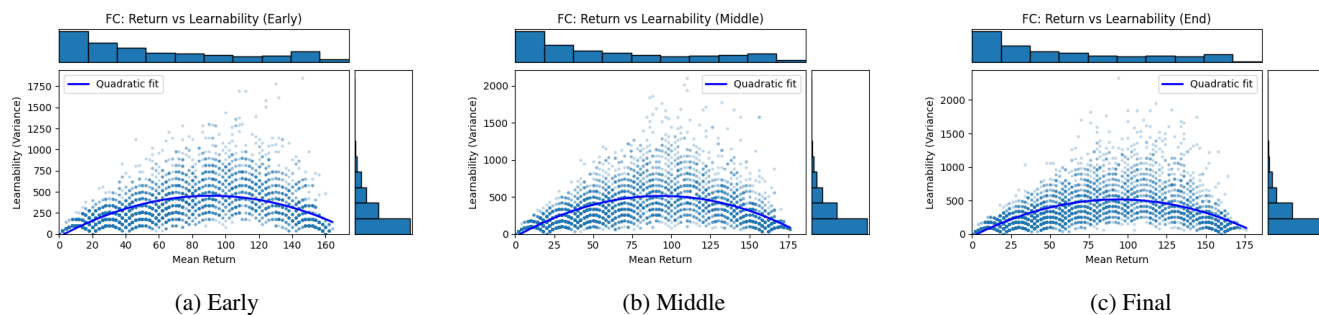 FC: Return vs Learnability (Early)
Quadratic fit
Learnability (Variance)
1750
1500
1250
1000
750
500
250
0
0 20 40 60 80 100 120 140 160
Mean Return
(a) Early
FC: Return vs Learnability (Middle)
Quadratic fit
Learnability (Variance)
2000
1500
1000
500
0
0 25 50 75 100 125 150 175
Mean Return
(b) Middle
FC: Return vs Learnability (End)
Quadratic fit
Learnability (Variance)
2000
1500
1000
500
0
0 25 50 75 100 125 150 175
Mean Return
(c) Final